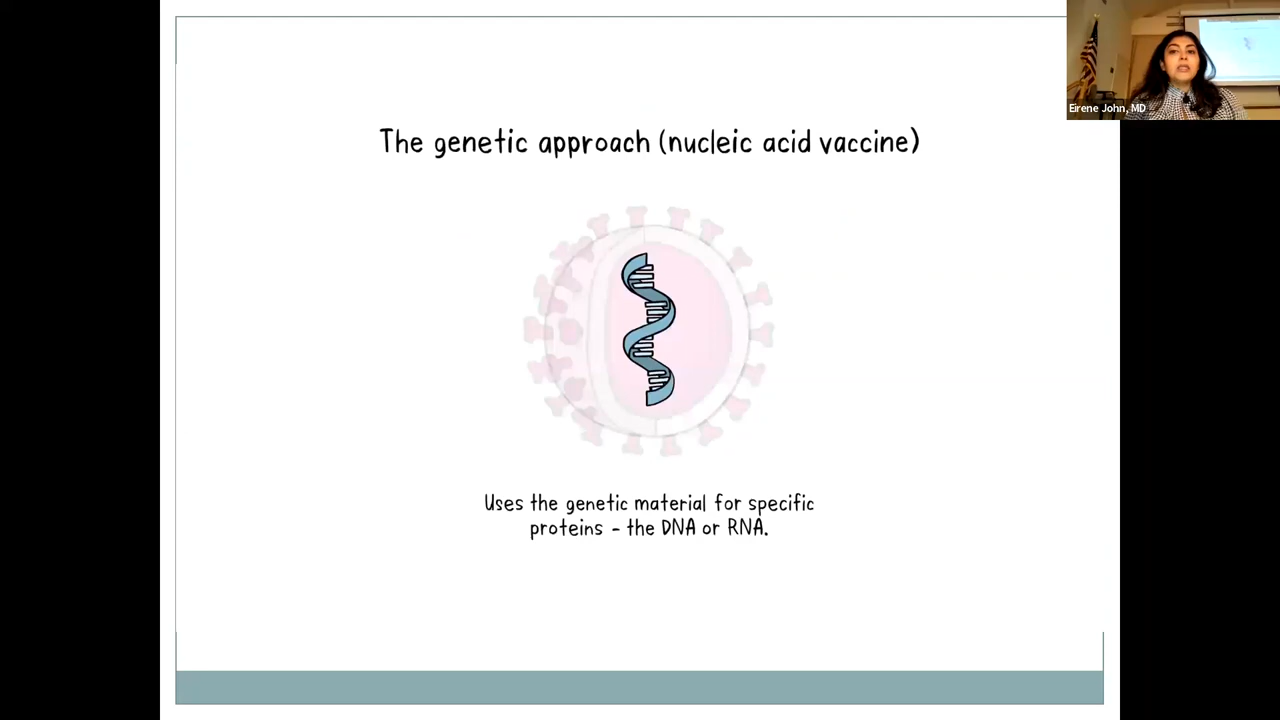 The genetic approach (nucleic acid vaccine)
Eirene John, MD
Uses the genetic material for specific
proteins - the DNA or RNA.